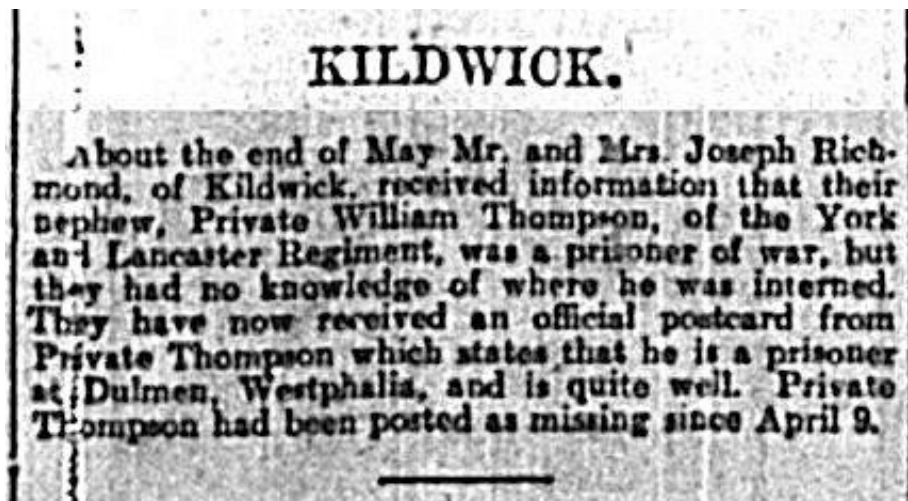 KILDWICK.
About the end of May Mr. and Mrs. Joseph Rich-
mond, of Kildwick, received information that their
nephew, Private William Thompson, of the York
and Lancaster Regiment, was a prisoner of war, but
they had no knowledge of where he was interned.
They have now received an official postcard from
Private Thompson which states that he is a prisoner
at Dulmen, Westphalia, and is quite well. Private
Thompson had been posted as missing since April 9.